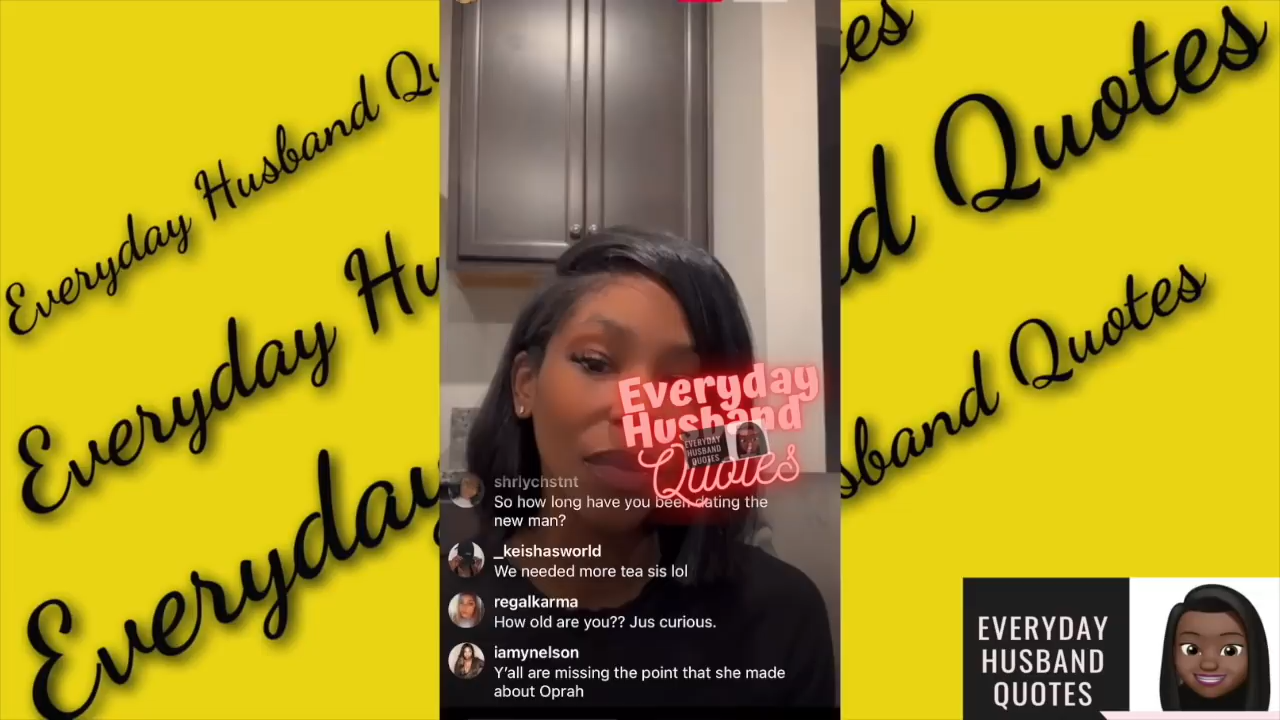 Everyday Husband Qu
Everyday Hu
Everyday
es
d Quotes
sband Quotes
Everyday
Husband
Quotes
EVERYDAY
HUSBAND
QUOTES
shrlychstnt
So how long have you been dating the
new man?
_keishasworld
We needed more tea sis lol
regalkarma
How old are you?? Jus curious.
iamynelson
Y'all are missing the point that she made
about Oprah
EVERYDAY
HUSBAND
QUOTES